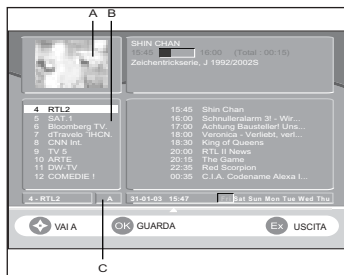 A
B
SHIN CHAN
15:45 16:00 (Total : 00:15)
Zeichentrickserie, J 1992/2002S
4 RTL2
5 SAT.1
6 Bloomberg TV.
7 dTravelo ˝IHCN.
8 CNN Int.
9 TV 5
10 ARTE
11 DW-TV
12 COMEDIE !
15:45 Shin Chan
16:00 Schnulleralarm 3! - Wir...
17:00 Achtung Bausteller! Uns...
18:00 Veronica - Verliebt, verl...
18:30 King of Queens
20:00 RTL II News
20:15 The Game
22:35 Red Scorpion
00:35 C.I.A. Codename Alexa I...
4 - RTL2 A 31-01-03 15:47 Sat Sun Mon Tue Wed Thu
VAI A OK GUARDA Ex USCITA
C